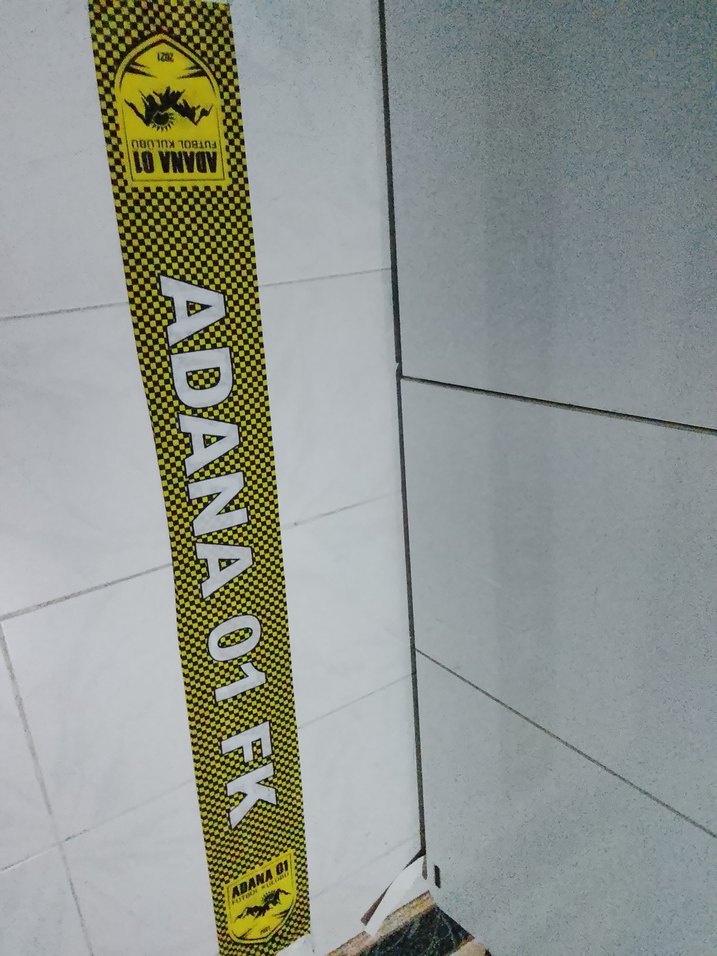 ADANA 01
FUTBOL KULÜBÜ
2021
ADANA 01 FK
ADANA 01
FUTBOL KULÜBÜ